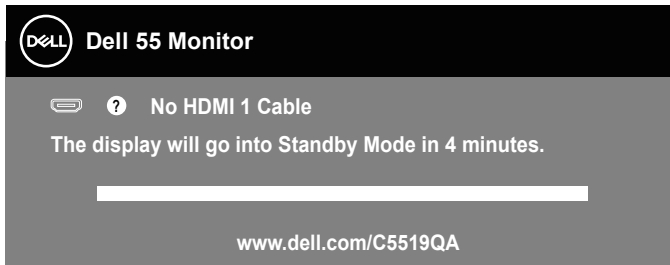 DELL Dell 55 Monitor
? No HDMI 1 Cable
The display will go into Standby Mode in 4 minutes.
www.dell.com/C5519QA